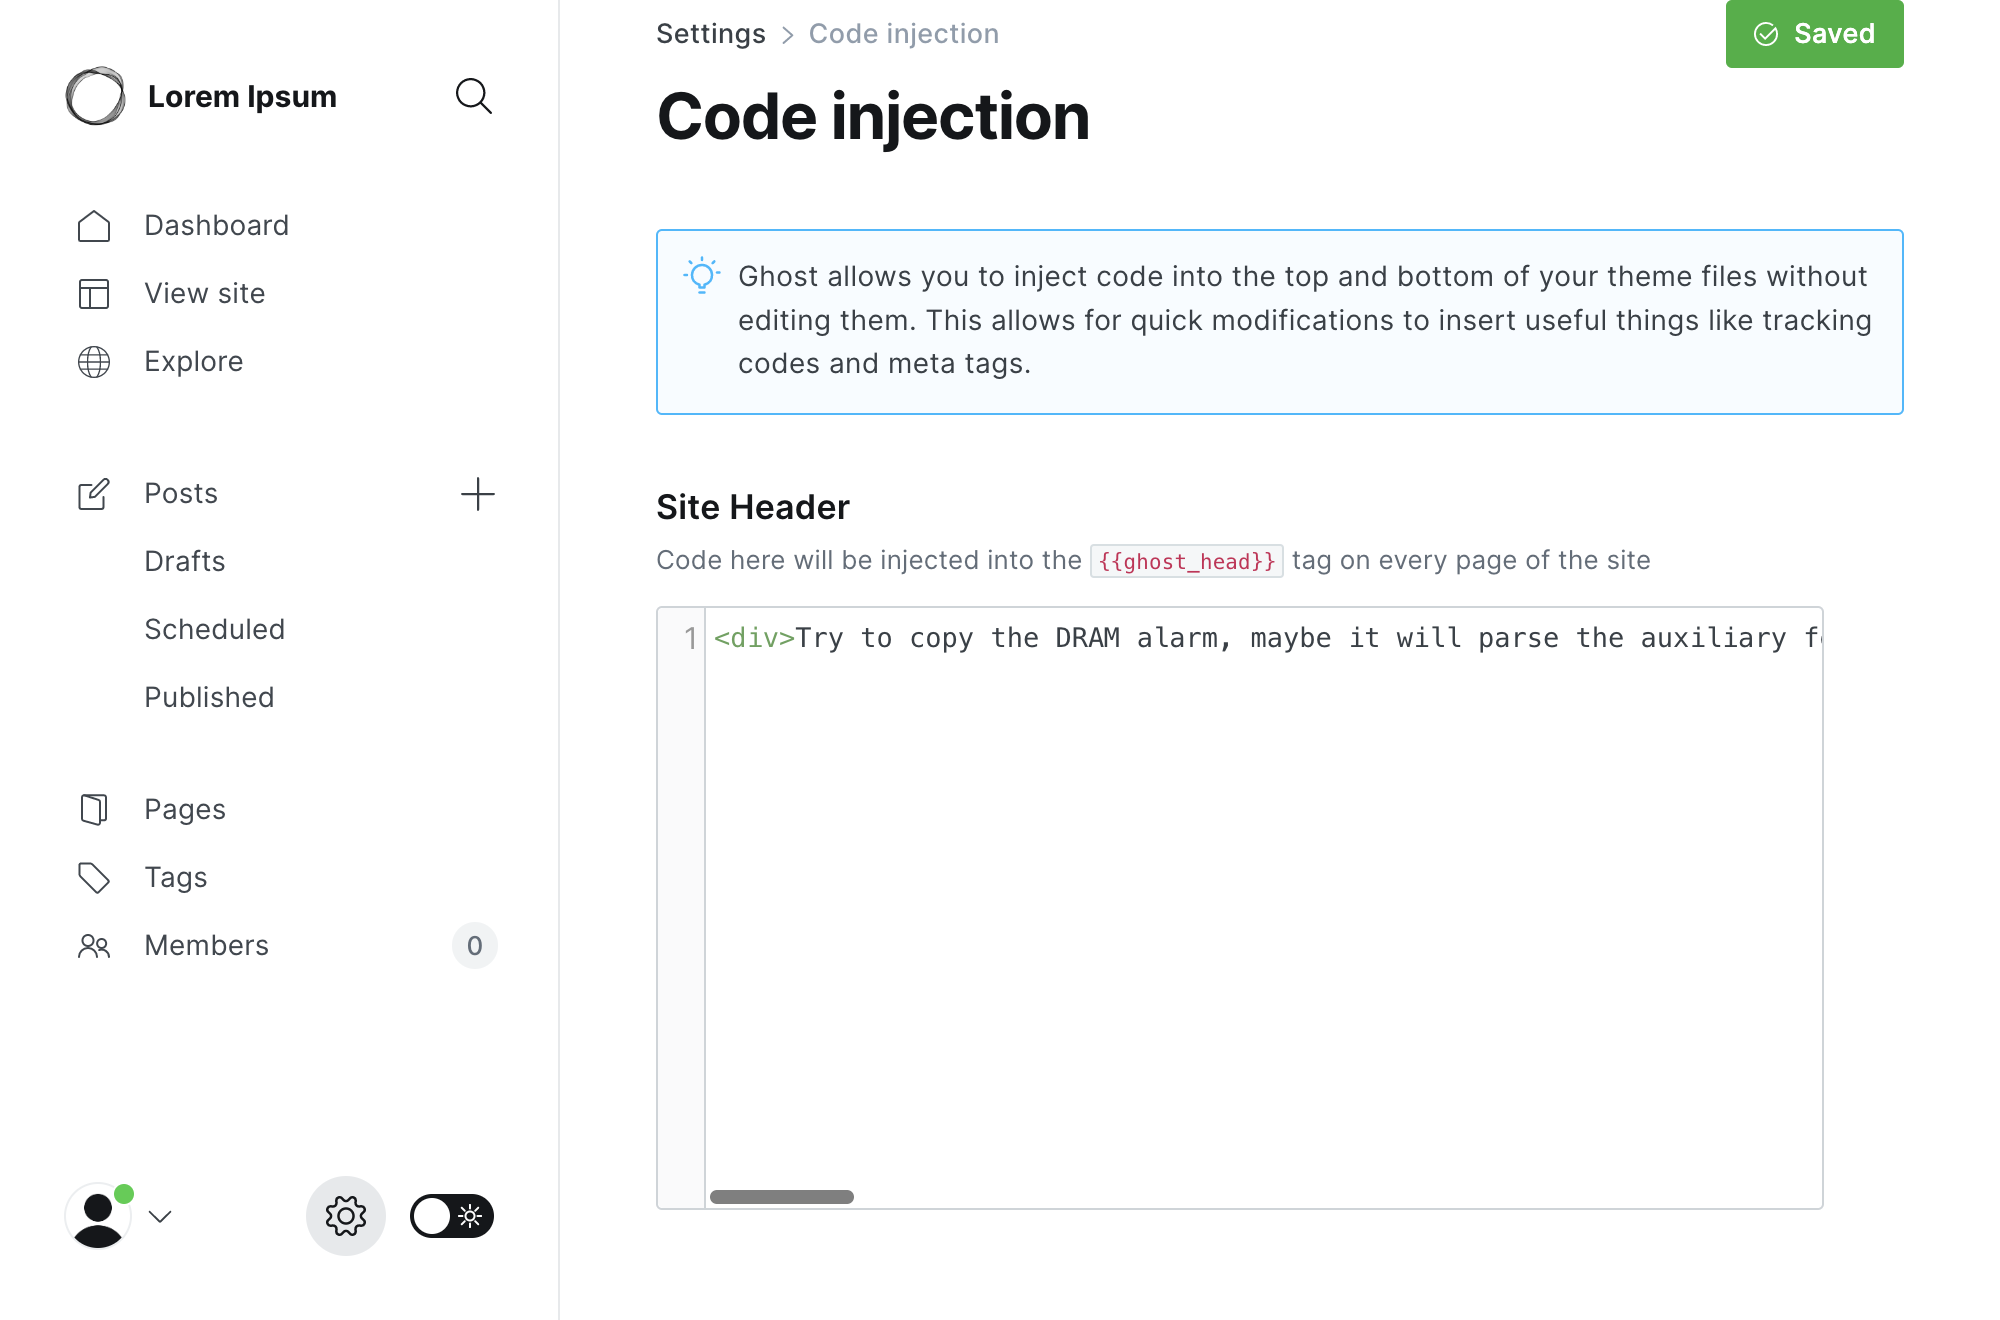 Lorem Ipsum
Dashboard
View site
Explore
Posts
Drafts
Scheduled
Published
Pages
Tags
Members
0
Settings > Code injection
Saved
Code injection
Ghost allows you to inject code into the top and bottom of your theme files without
editing them. This allows for quick modifications to insert useful things like tracking
codes and meta tags.
Site Header
Code here will be injected into the {{ghost_head}} tag on every page of the site
1
<div>Try to copy the DRAM alarm, maybe it will parse the auxiliary